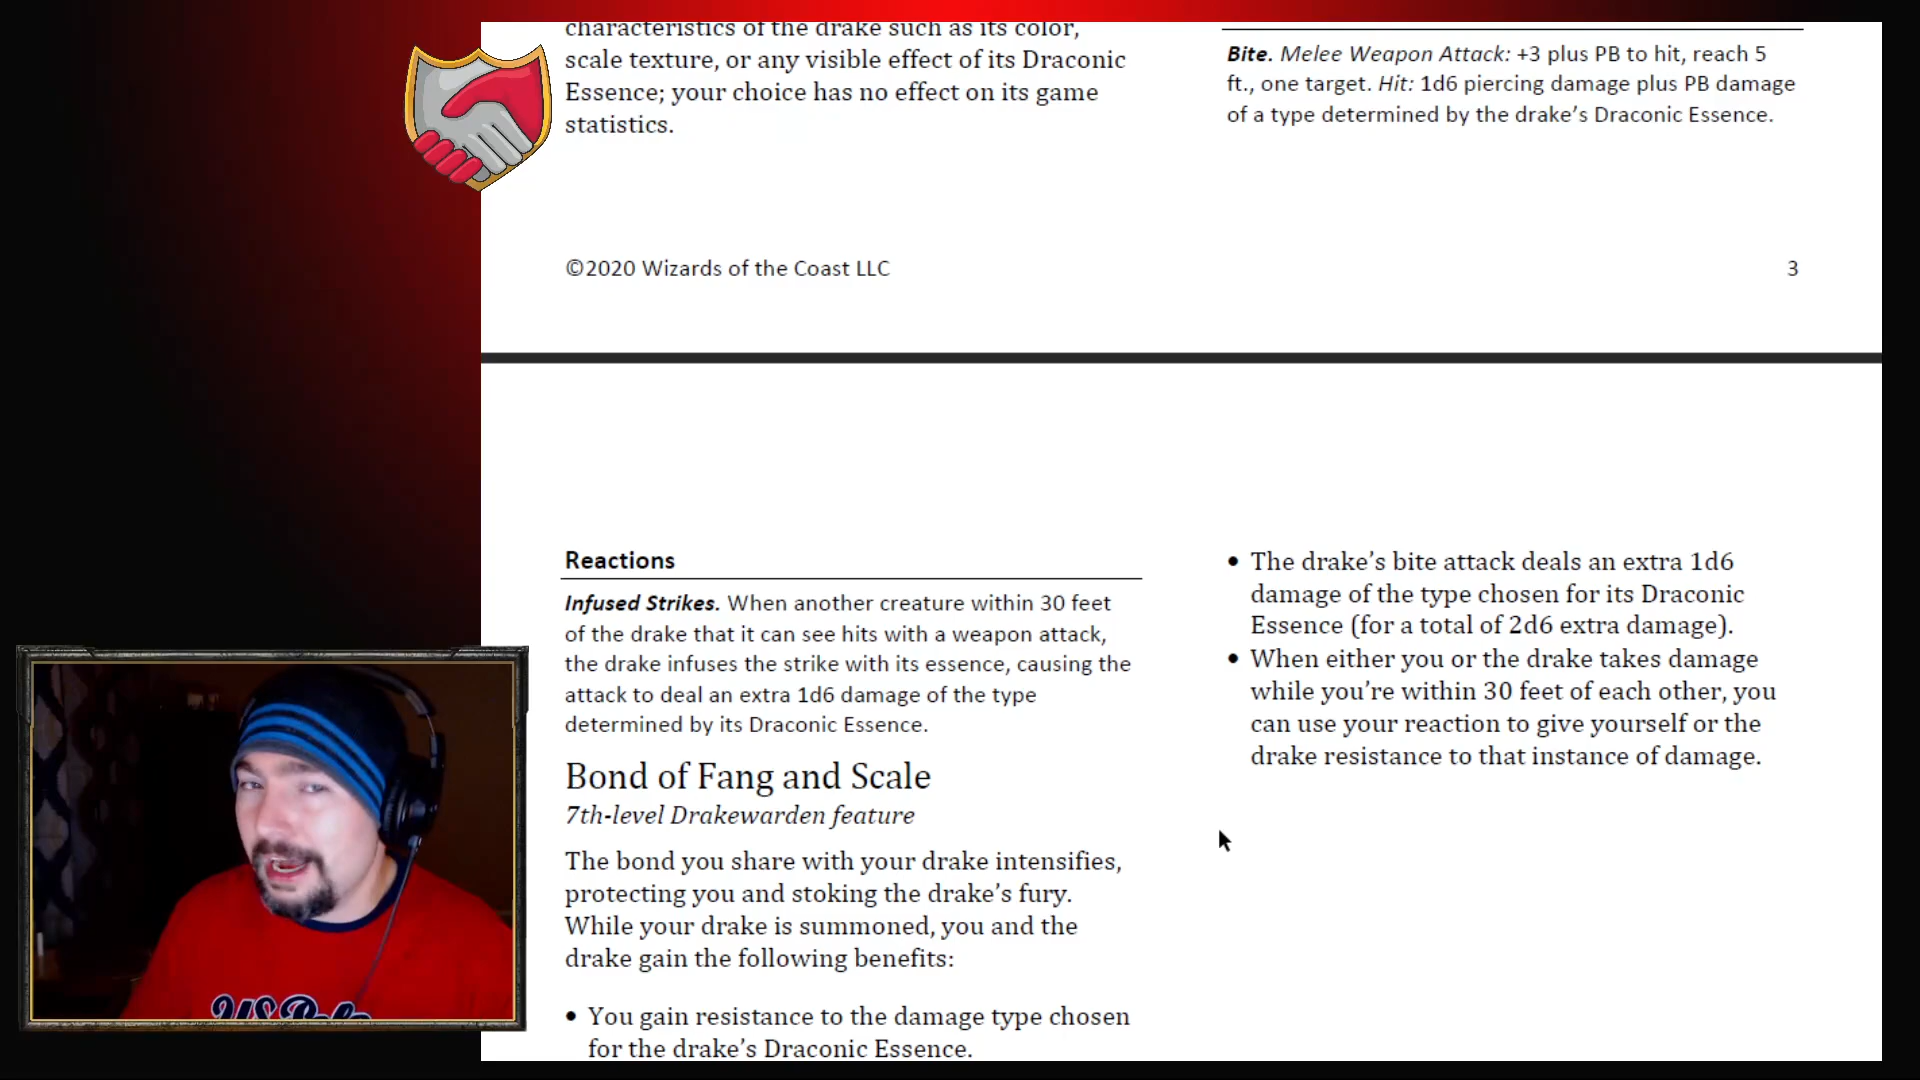 characteristics of the drake such as its color,
scale texture, or any visible effect of its Draconic
Essence; your choice has no effect on its game
statistics.
Bite. Melee Weapon Attack: +3 plus PB to hit, reach 5
ft., one target. Hit: 1d6 piercing damage plus PB damage
of a type determined by the drake’s Draconic Essence.
©2020 Wizards of the Coast LLC
3
Reactions
Infused Strikes. When another creature within 30 feet
of the drake that it can see hits with a weapon attack,
the drake infuses the strike with its essence, causing the
attack to deal an extra 1d6 damage of the type
determined by its Draconic Essence.
Bond of Fang and Scale
7th-level Drakewarden feature
The bond you share with your drake intensifies,
protecting you and stoking the drake’s fury.
While your drake is summoned, you and the
drake gain the following benefits:
• You gain resistance to the damage type chosen
for the drake’s Draconic Essence.
• The drake’s bite attack deals an extra 1d6
damage of the type chosen for its Draconic
Essence (for a total of 2d6 extra damage).
• When either you or the drake takes damage
while you’re within 30 feet of each other, you
can use your reaction to give yourself or the
drake resistance to that instance of damage.